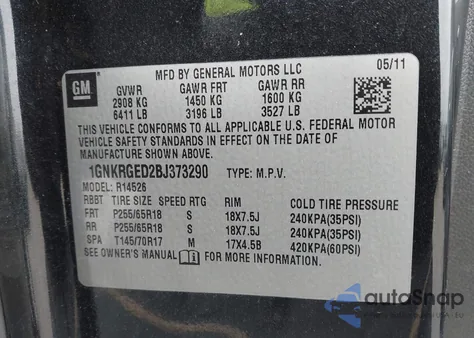 GM
MFD BY GENERAL MOTORS LLC 05/11
GVWR GAWR FRT GAWR RR
2908 KG 1450 KG 1600 KG
6411 LB 3196 LB 3527 LB
THIS VEHICLE CONFORMS TO ALL APPLICABLE U.S. FEDERAL MOTOR
VEHICLE SAFETY STANDARDS IN EFFECT ON THE DATE OF
MANUFACTURE SHOWN ABOVE.
1GNKRGED2BJ373290 TYPE: M.P.V.
MODEL: R14526
RBBT TIRE SIZE SPEED RTG RIM COLD TIRE PRESSURE
FRT P255/65R18 S 18X7.5J 240KPA(35PSI)
RR P255/65R18 S 18X7.5J 240KPA(35PSI)
SPA T145/70R17 M 17X4.5B 420KPA(60PSI)
SEE OWNER'S MANUAL FOR ADDITIONAL INFORMATION.
autoSnap